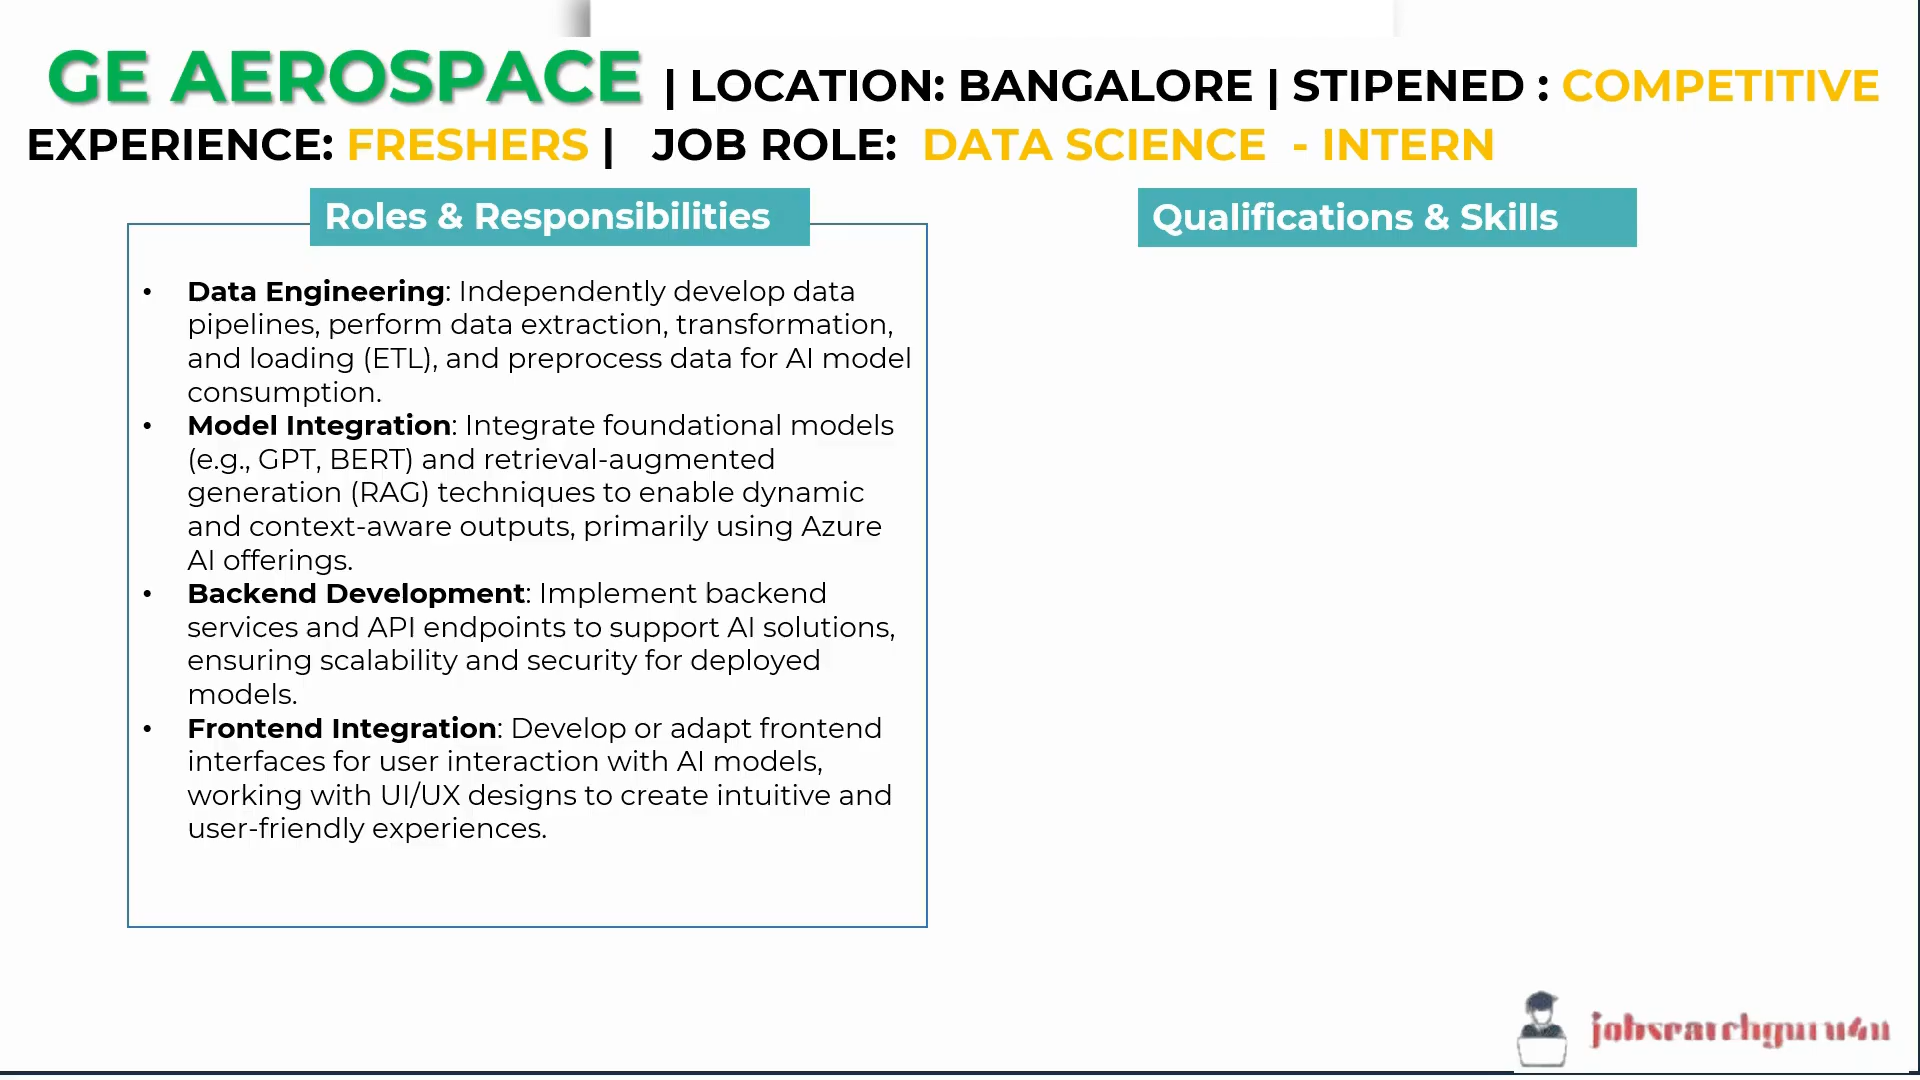 GE AEROSPACE | LOCATION: BANGALORE | STIPENED : COMPETITIVE
EXPERIENCE: FRESHERS | JOB ROLE: DATA SCIENCE - INTERN
Roles & Responsibilities
• Data Engineering: Independently develop data
pipelines, perform data extraction, transformation,
and loading (ETL), and preprocess data for AI model
consumption.
• Model Integration: Integrate foundational models
(e.g., GPT, BERT) and retrieval-augmented
generation (RAG) techniques to enable dynamic
and context-aware outputs, primarily using Azure
AI offerings.
• Backend Development: Implement backend
services and API endpoints to support AI solutions,
ensuring scalability and security for deployed
models.
• Frontend Integration: Develop or adapt frontend
interfaces for user interaction with AI models,
working with UI/UX designs to create intuitive and
user-friendly experiences.
Qualifications & Skills
jobsearchguru4u